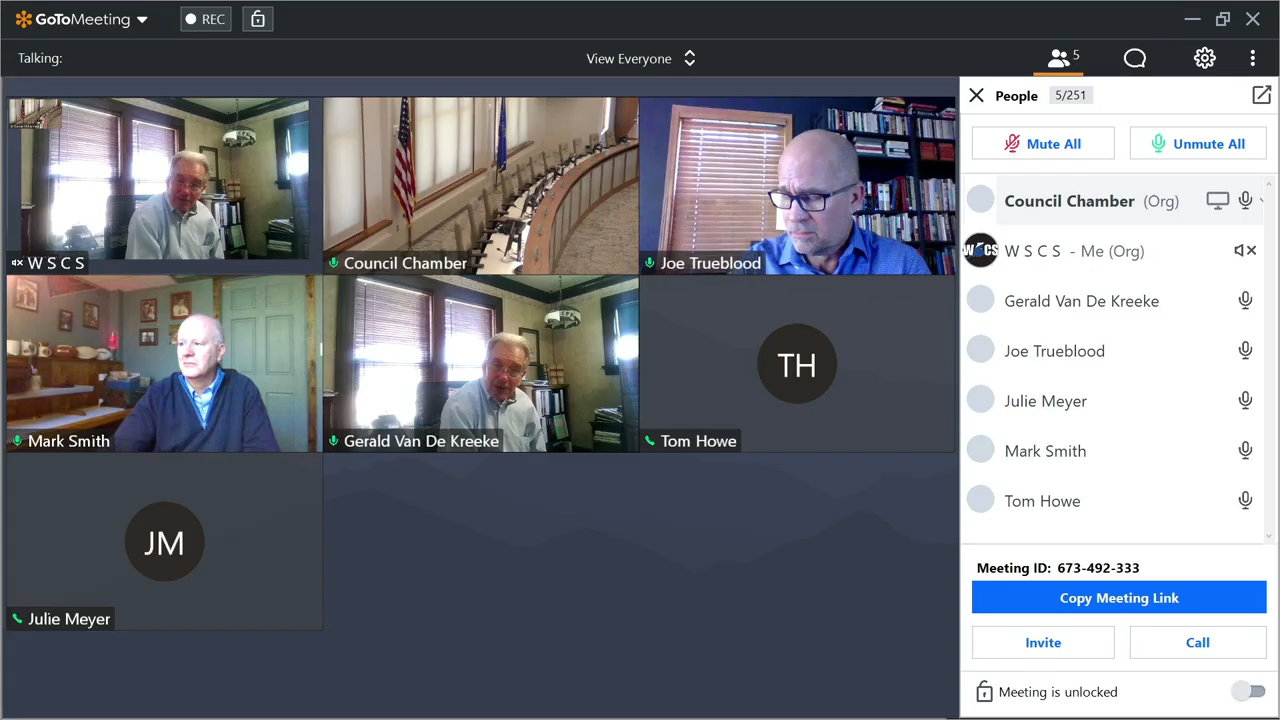 GoToMeeting
REC
Talking:
View Everyone
5
W S C S
Council Chamber
Joe Trueblood
Mark Smith
Gerald Van De Kreeke
TH
Tom Howe
JM
Julie Meyer
People 5/251
Mute All
Unmute All
Council Chamber (Org)
WSCS W S C S - Me (Org)
Gerald Van De Kreeke
Joe Trueblood
Julie Meyer
Mark Smith
Tom Howe
Meeting ID: 673-492-333
Copy Meeting Link
Invite
Call
Meeting is unlocked